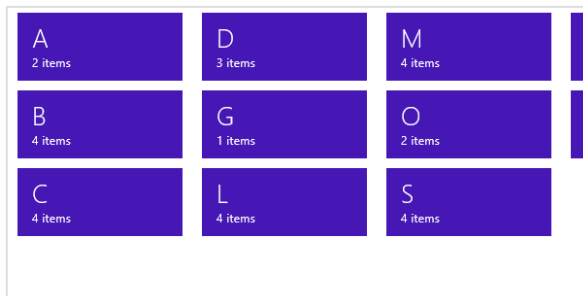 A
2 items
B
4 items
C
4 items
D
3 items
G
1 items
L
4 items
M
4 items
O
2 items
S
4 items